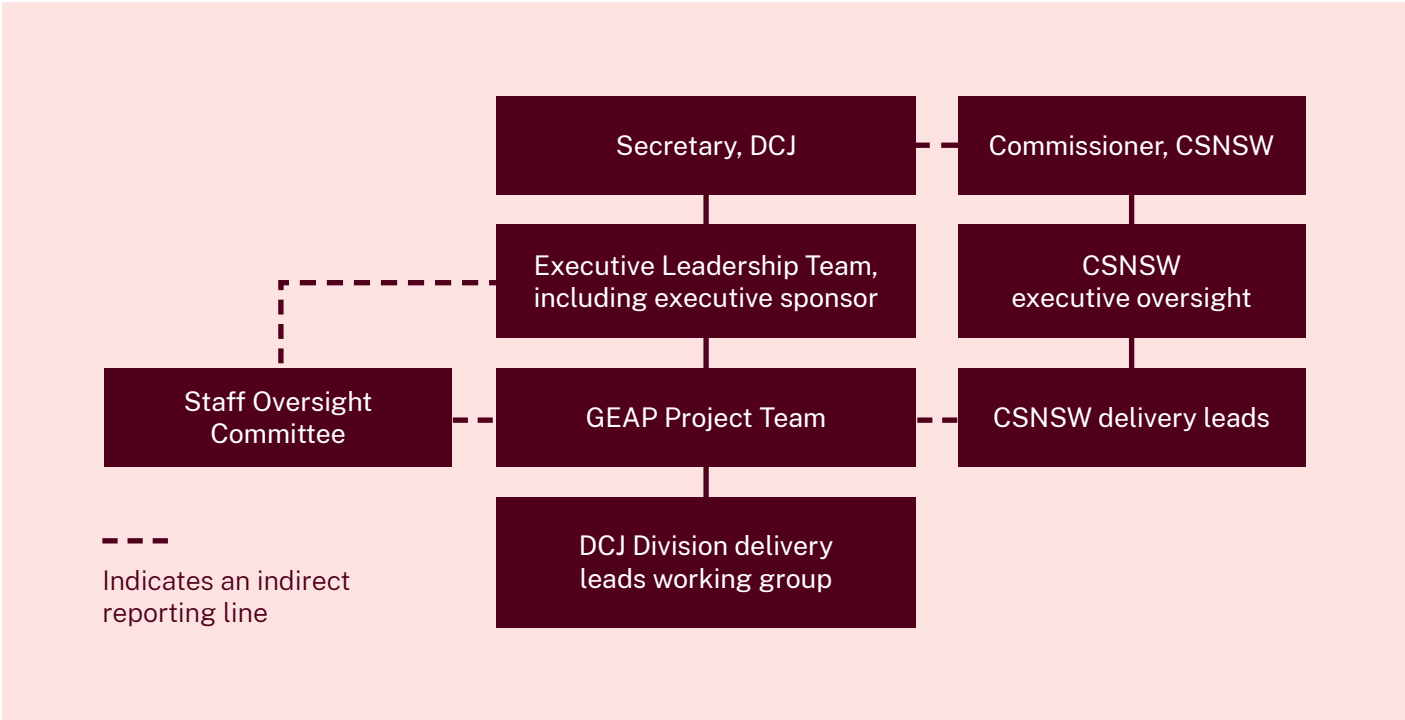 Secretary, DCJ
Commissioner, CSNSW
Executive Leadership Team,
including executive sponsor
CSNSW
executive oversight
Staff Oversight
Committee
GEAP Project Team
CSNSW delivery leads
DCJ Division delivery
leads working group
Indicates an indirect
reporting line